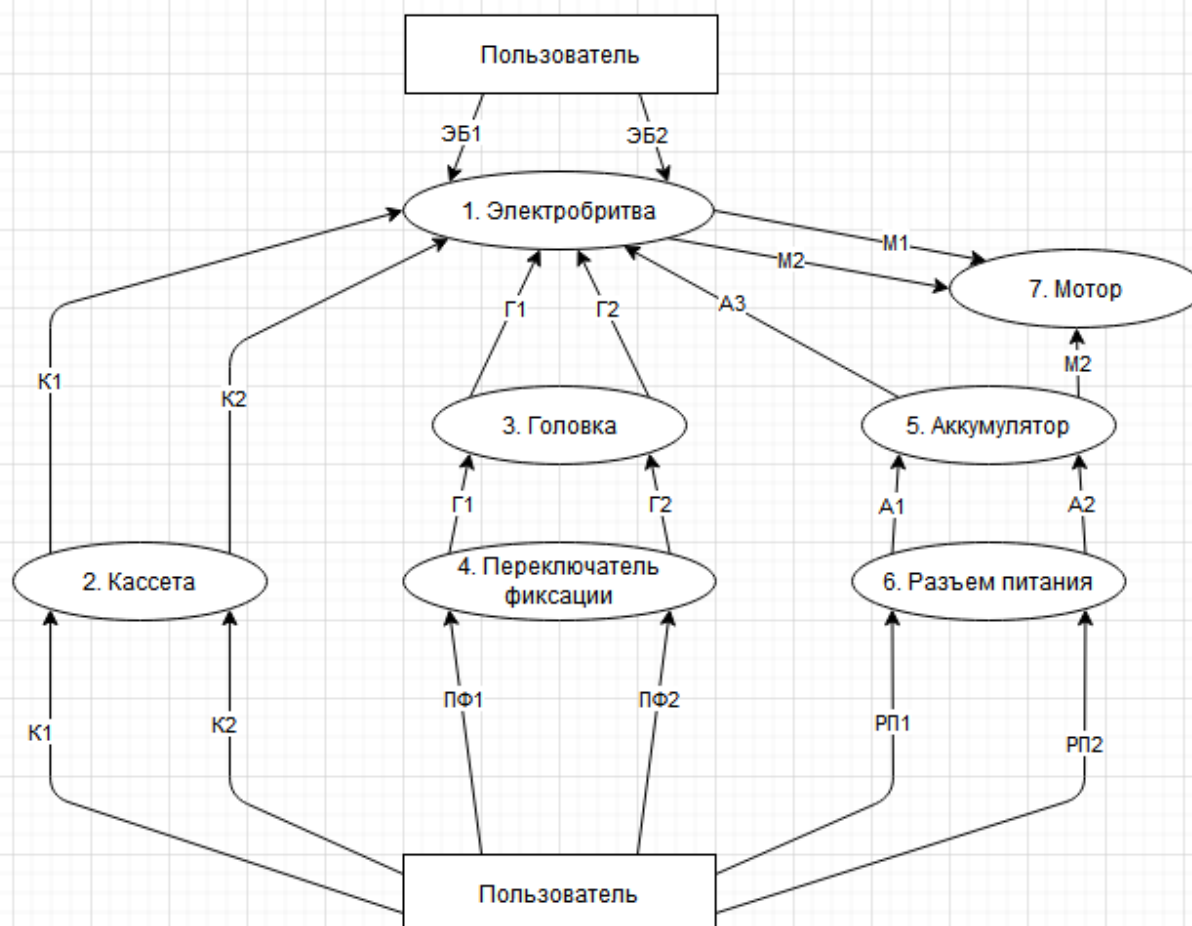 Пользователь
ЭБ1
ЭБ2
1. Электробритва
М1
М2
7. Мотор
Г1
Г2
А3
К1
К2
М2
3. Головка
5. Аккумулятор
Г1
Г2
А1
А2
2. Кассета
4. Переключатель
фиксации
6. Разъем питания
К1
К2
ПФ1
ПФ2
РП1
РП2
Пользователь